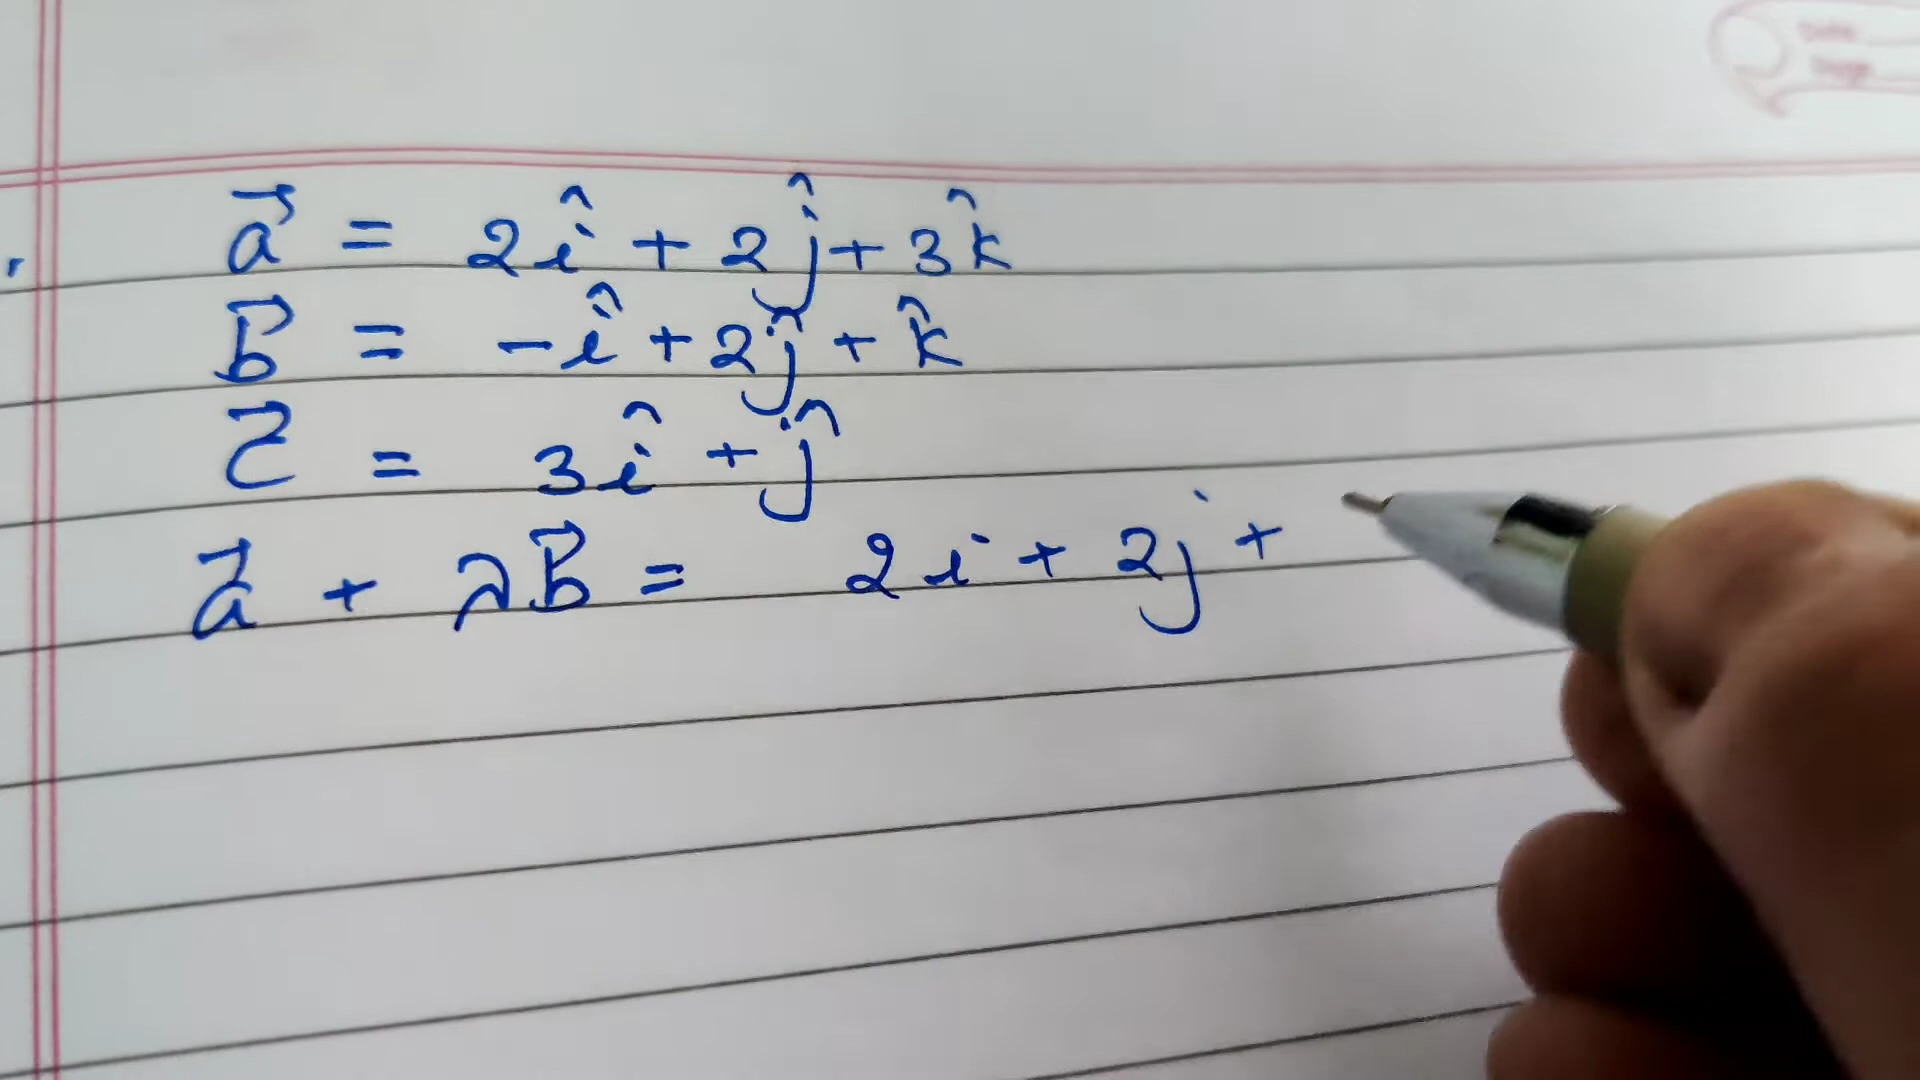 a⃗ = 2î + 2ĵ + 3k̂
b⃗ = -î + 2ĵ + k̂
c⃗ = 3î + ĵ
a⃗ + λb⃗ = 2i + 2j +